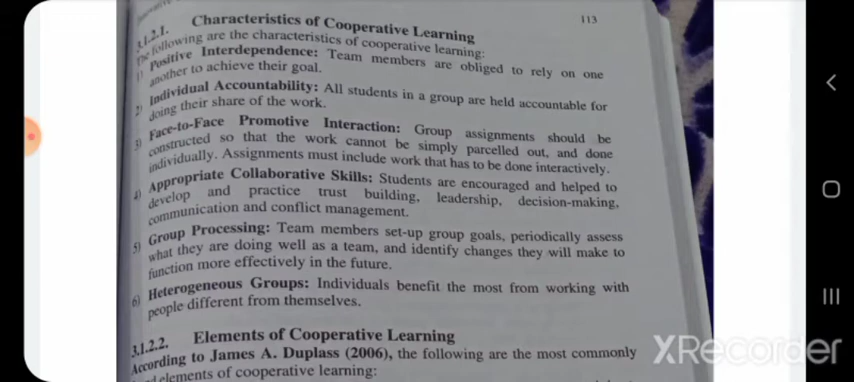 113
3.1.2.1. Characteristics of Cooperative Learning
The following are the characteristics of cooperative learning:
1) Positive Interdependence: Team members are obliged to rely on one
another to achieve their goal.
2) Individual Accountability: All students in a group are held accountable for
doing their share of the work.
3) Face-to-Face Promotive Interaction: Group assignments should be
constructed so that the work cannot be simply parcelled out, and done
individually. Assignments must include work that has to be done interactively.
4) Appropriate Collaborative Skills: Students are encouraged and helped to
develop and practice trust building, leadership, decision-making,
communication and conflict management.
5) Group Processing: Team members set-up group goals, periodically assess
what they are doing well as a team, and identify changes they will make to
function more effectively in the future.
6) Heterogeneous Groups: Individuals benefit the most from working with
people different from themselves.
3.1.2.2. Elements of Cooperative Learning
According to James A. Duplass (2006), the following are the most commonly
elements of cooperative learning:
XRecorder